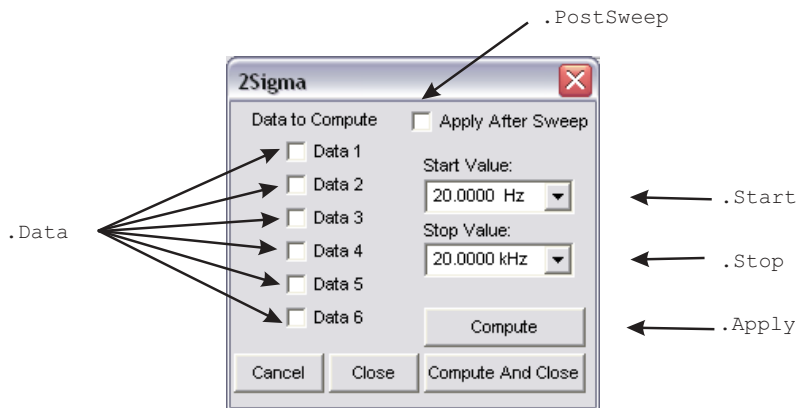 .PostSweep
2Sigma
Data to Compute
Apply After Sweep
Data 1
Data 2
Data 3
Data 4
Data 5
Data 6
.Data
Start Value:
20.0000 Hz
.Start
Stop Value:
20.0000 kHz
.Stop
Compute
.Apply
Cancel
Close
Compute And Close